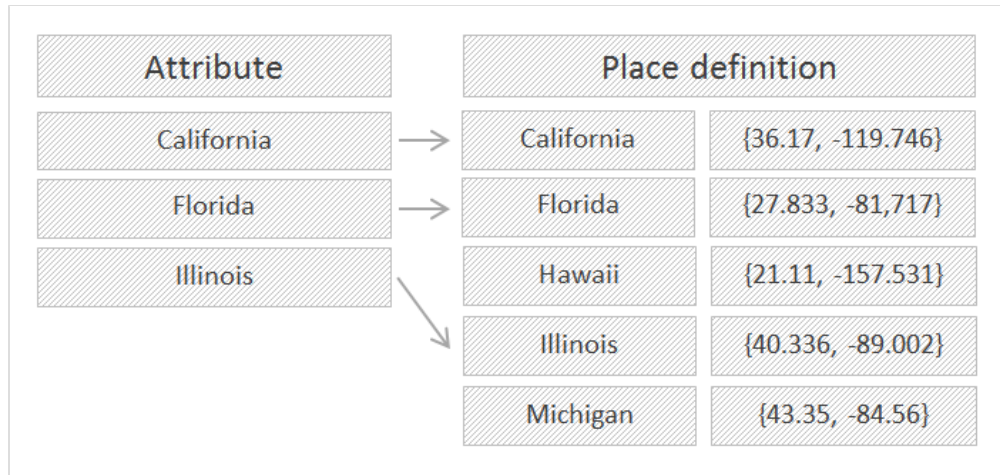 Attribute Place definition
California California {36.17, -119.746}
Florida Florida {27.833, -81,717}
Illinois Hawaii {21.11, -157.531}
Illinois {40.336, -89.002}
Michigan {43.35, -84.56}